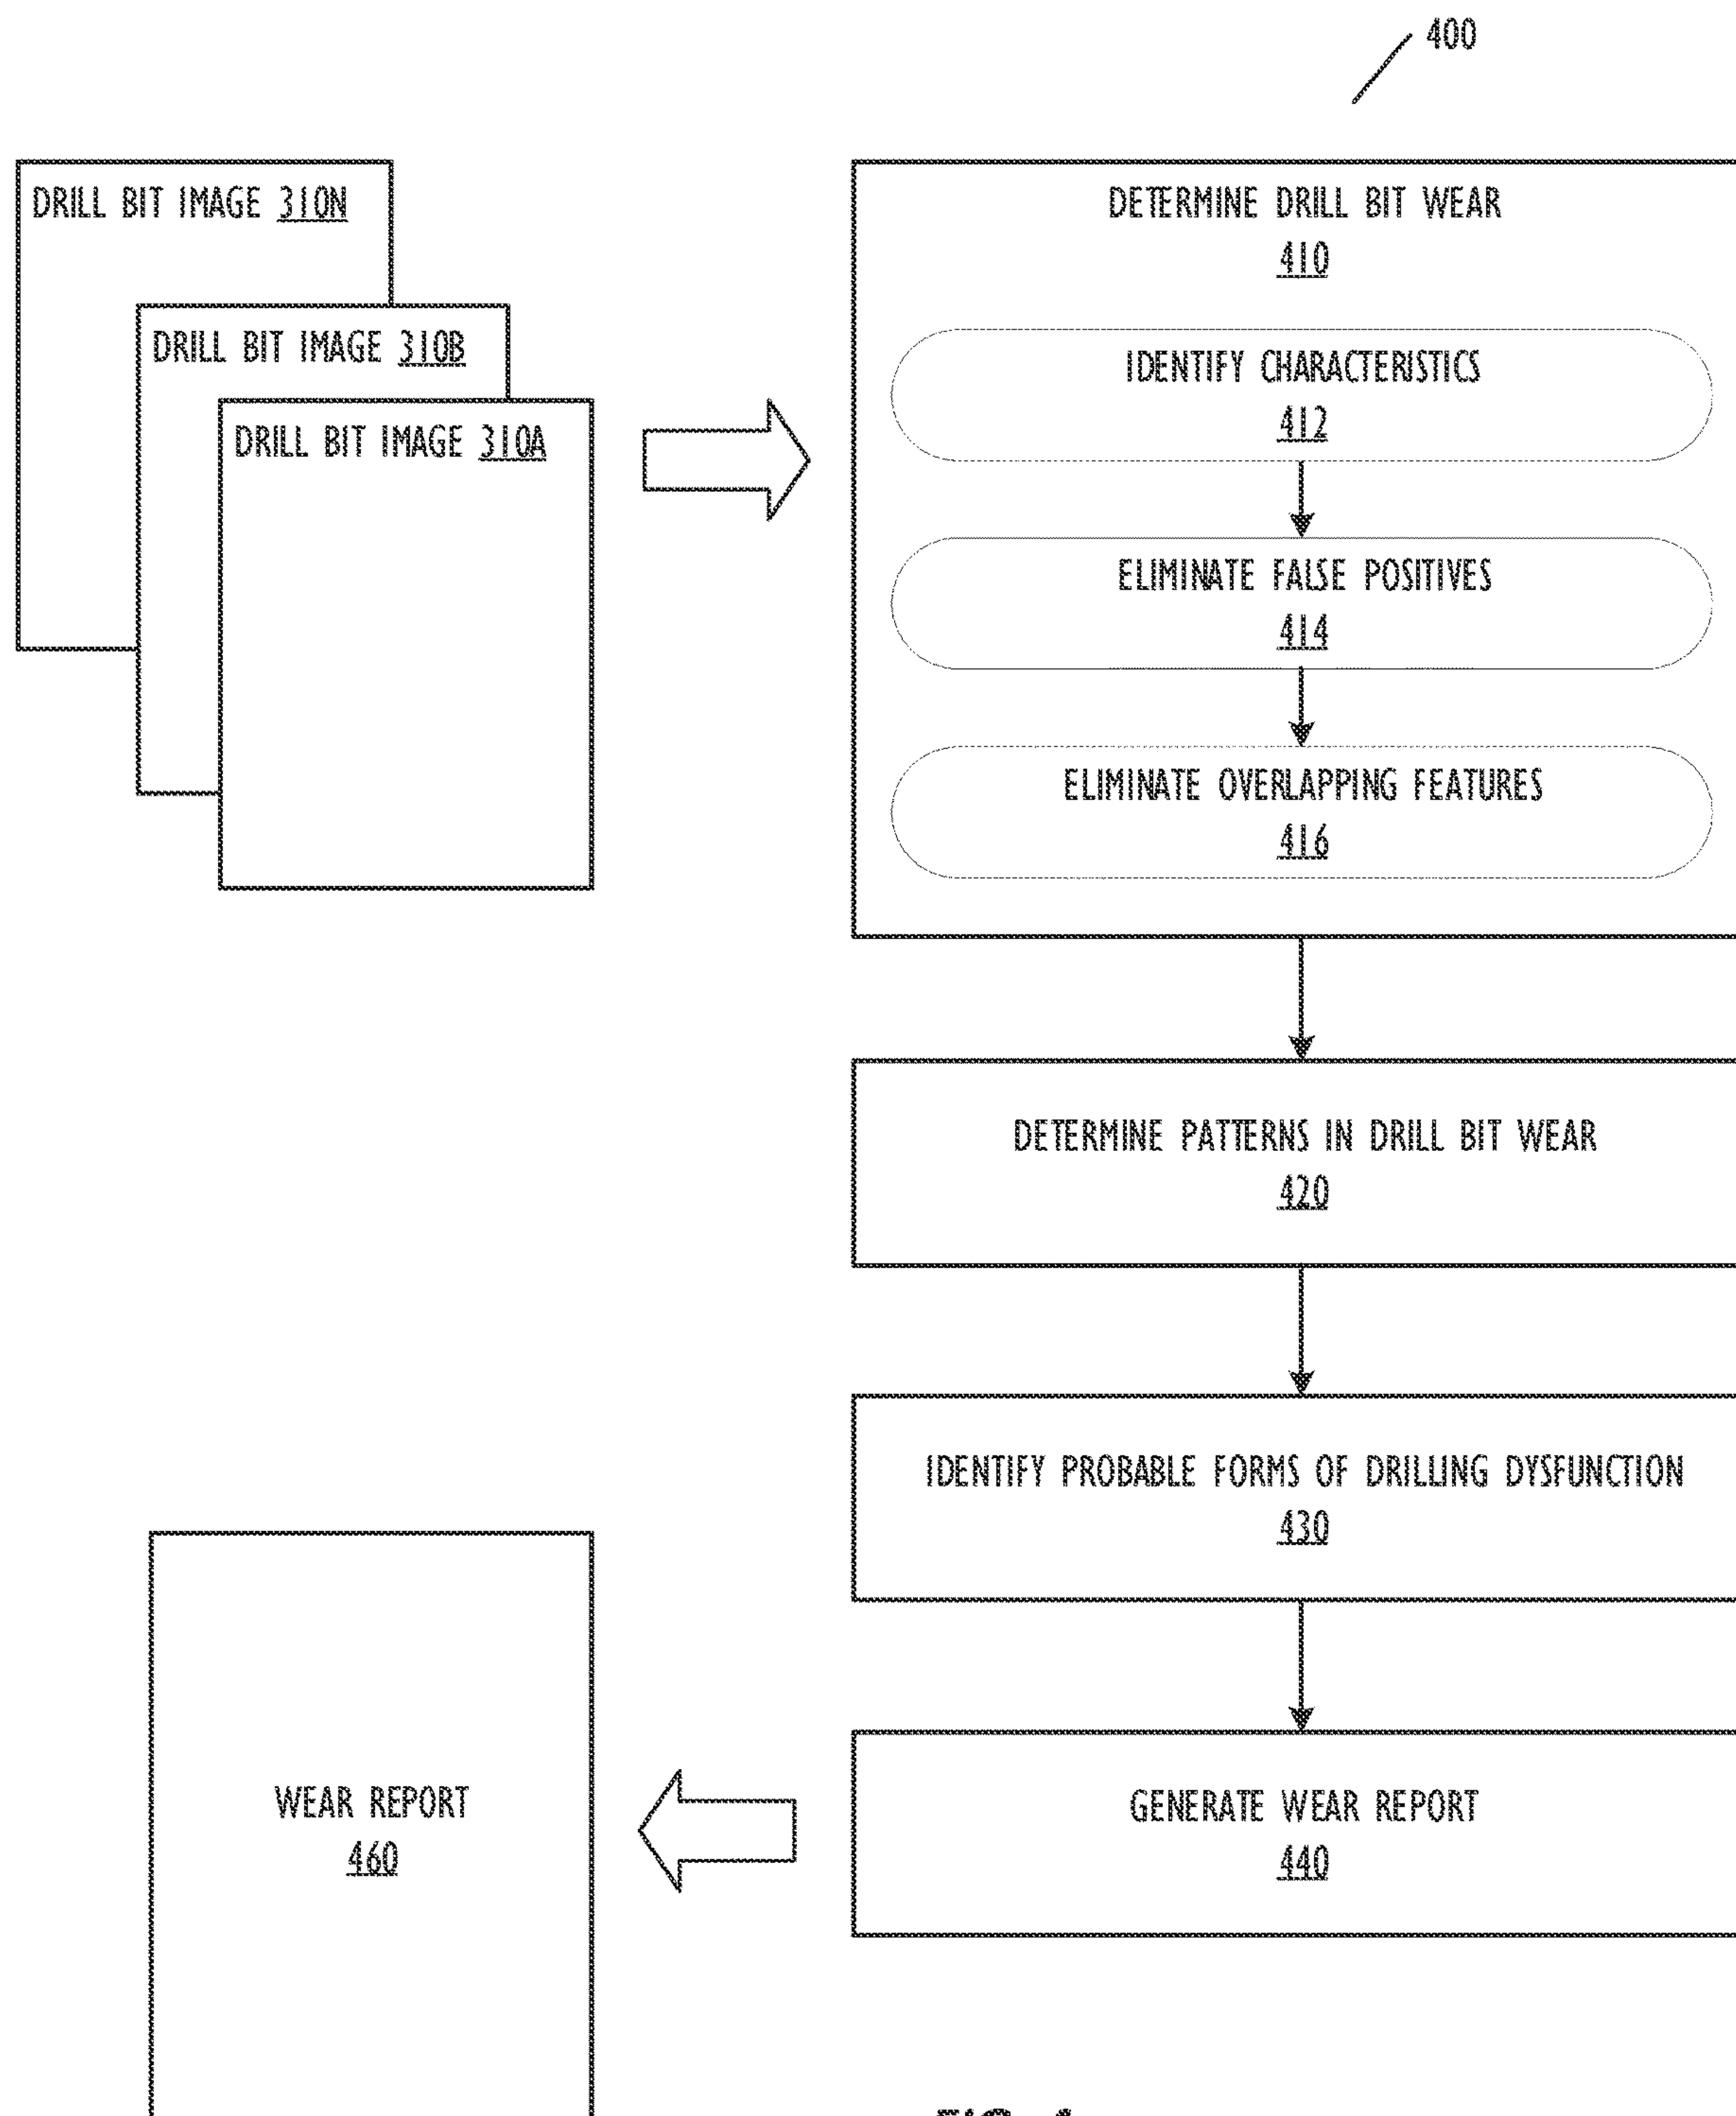 400
DRILL BIT IMAGE 310N
DRILL BIT IMAGE 310B
DRILL BIT IMAGE 310A
DETERMINE DRILL BIT WEAR
410
IDENTIFY CHARACTERISTICS
412
ELIMINATE FALSE POSITIVES
414
ELIMINATE OVERLAPPING FEATURES
416
DETERMINE PATTERNS IN DRILL BIT WEAR
420
IDENTIFY PROBABLE FORMS OF DRILLING DYSFUNCTION
430
GENERATE WEAR REPORT
440
WEAR REPORT
460